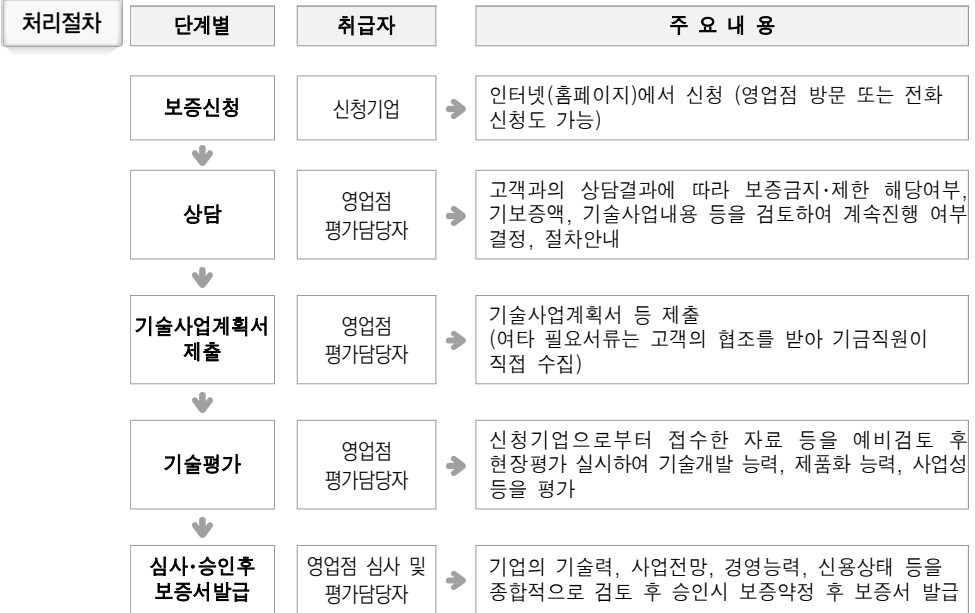 처리절차
단계별
취급자
주 요 내 용
보증신청
신청기업
인터넷(홈페이지)에서 신청 (영업점 방문 또는 전화
신청도 가능)
상담
영업점
평가담당자
고객과의 상담결과에 따라 보증금지·제한 해당여부,
기보증액, 기술사업내용 등을 검토하여 계속진행 여부
결정, 절차안내
기술사업계획서
제출
영업점
평가담당자
기술사업계획서 등 제출
(여타 필요서류는 고객의 협조를 받아 기금직원이
직접 수집)
기술평가
영업점
평가담당자
신청기업으로부터 접수한 자료 등을 예비검토 후
현장평가 실시하여 기술개발 능력, 제품화 능력, 사업성
등을 평가
심사·승인후
보증서발급
영업점 심사 및
평가담당자
기업의 기술력, 사업전망, 경영능력, 신용상태 등을
종합적으로 검토 후 승인시 보증약정 후 보증서 발급